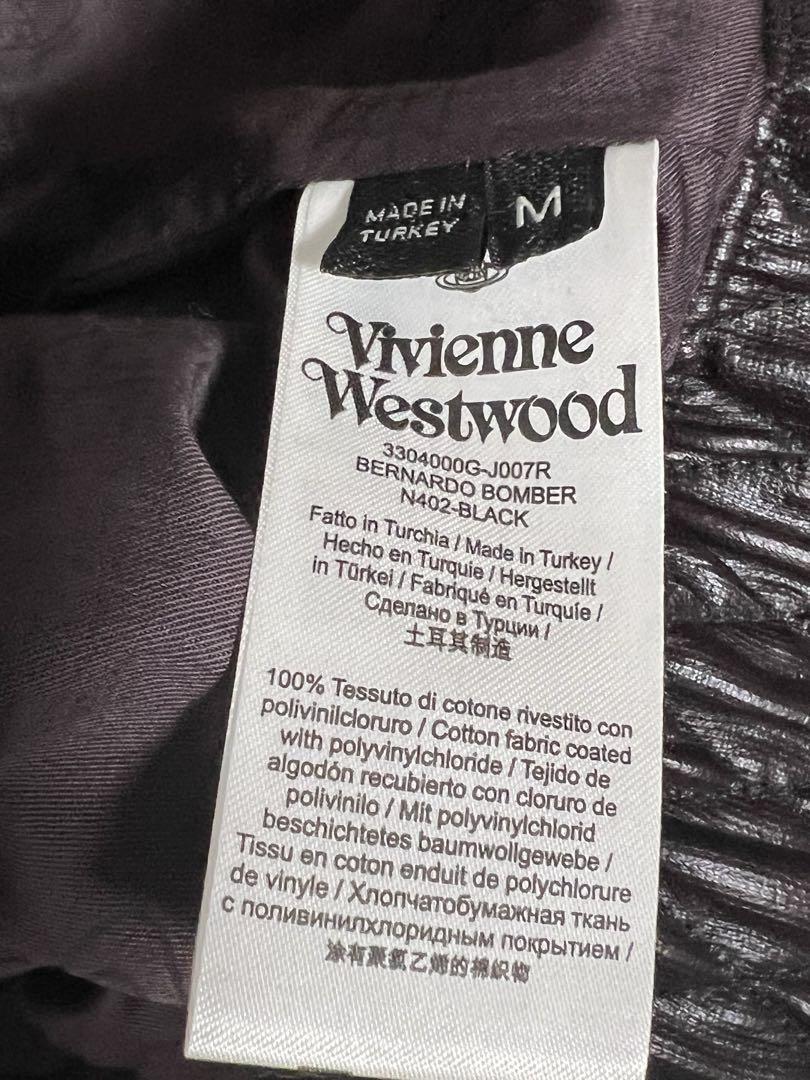 MADE IN
TURKEY
M
Vivienne
Westwood
3304000G-J007R
BERNARDO BOMBER
N402-BLACK
Fatto in Turchia / Made in Turkey /
Hecho en Turquie / Hergestellt
in Türkei / Fabriqué en Turquie /
Сделано в Турции /
土耳其制造
100% Tessuto di cotone rivestito con
polivinilcloruro / Cotton fabric coated
with polyvinylchloride / Tejido de
algodón recubierto con cloruro de
polivinilo / Mit polyvinylchlorid
beschichtetes baumwollgewebe /
Tissu en coton enduit de polychlorure
de vinyle / Хлопчатобумажная ткань
с поливинилхлоридным покрытием /
涂有聚氯乙烯的棉织物